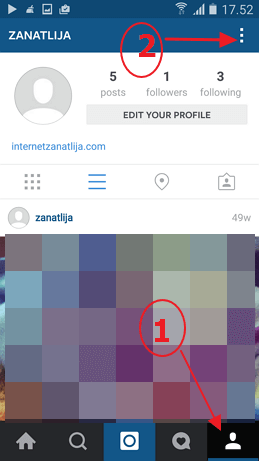 17.52
ZANATLIJA
2
5 1 3
posts followers following
EDIT YOUR PROFILE
internetzanatlija.com
zanatlija 49w
1